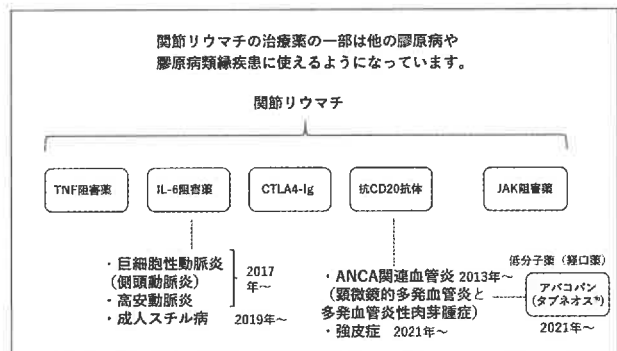 関節リウマチの治療薬の一部は他の膠原病や
膠原病類縁疾患に使えるようになっています。
関節リウマチ
TNF阻害薬
IL-6阻害薬
CTLA4-Ig
抗CD20抗体
JAK阻害薬
・巨細胞性動脈炎
(側頭動脈炎)
・高安動脈炎
2017
年～
・成人スチル病 2019年～
・ANCA関連血管炎 2013年～
(顕微鏡的多発血管炎と
多発血管炎性肉芽腫症)
・強皮症 2021年～
低分子薬（経口薬）
アバコパン
(タブネオス®)
2021年～